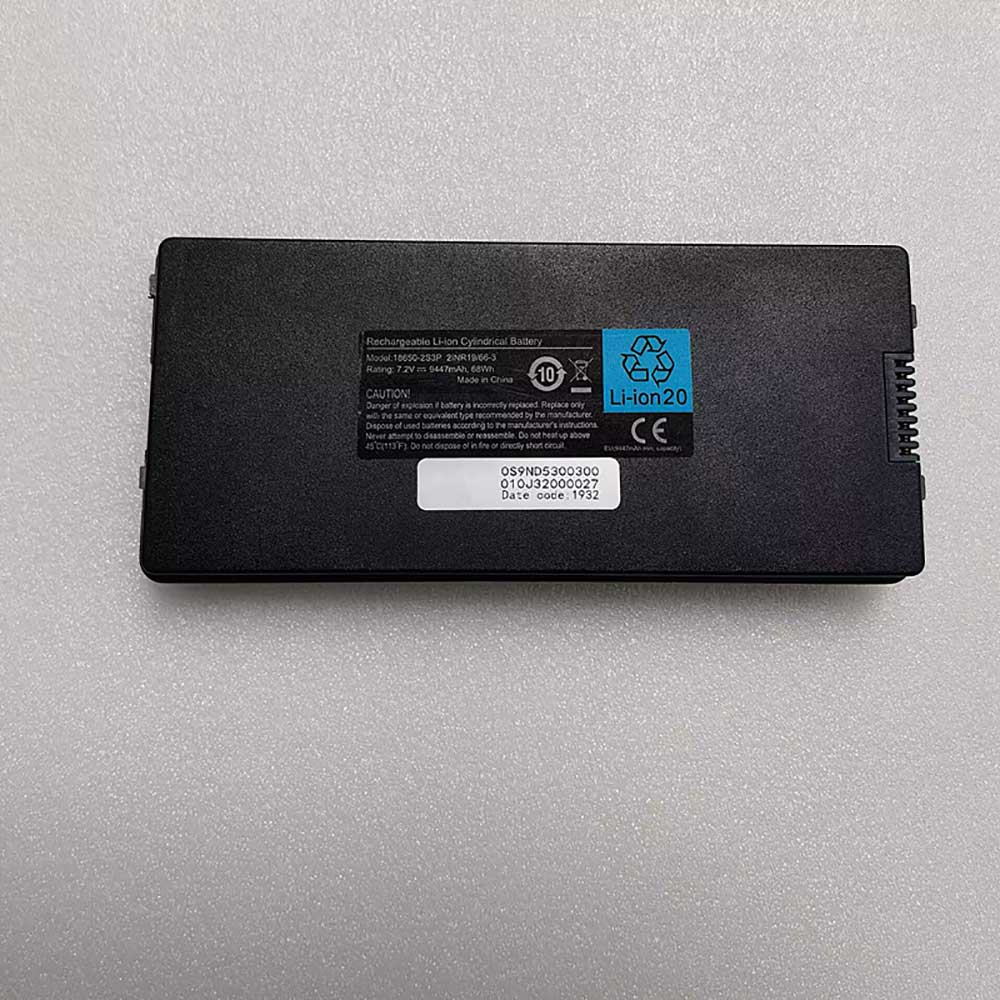 Rechargeable Li-ion Cylindrical Battery
Model:18650-2S3P 2INR19/66-3
Rating: 7.2V⎓ 9447mAh, 68Wh
Made in China
10
Li-ion20
CAUTION!
Danger of explosion if battery is incorrectly replaced. Replace only
with the same or equivalent type recommended by the manufacturer.
Dispose of used batteries according to the manufacturer's instructions.
Never attempt to disassemble or reassemble. Do not heat up above
45°C(113°F). Do not dispose of in fire or directly short circuit.
CE
(9447mAh min. capacity)
0S9ND5300300
010J32000027
Date code:1932